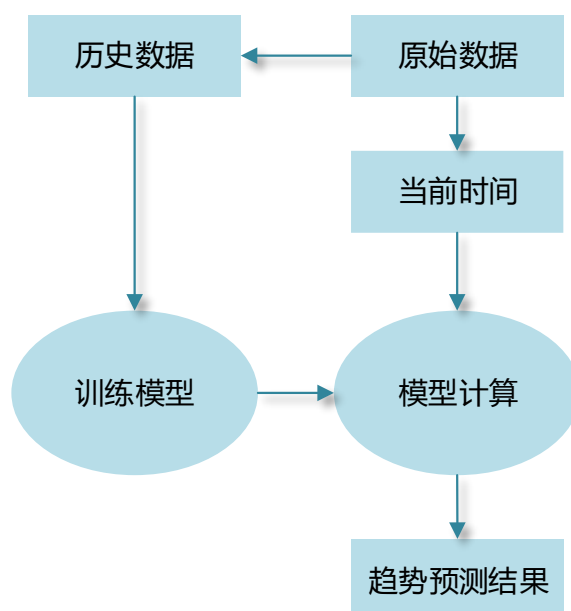 历史数据
原始数据
当前时间
训练模型
模型计算
趋势预测结果